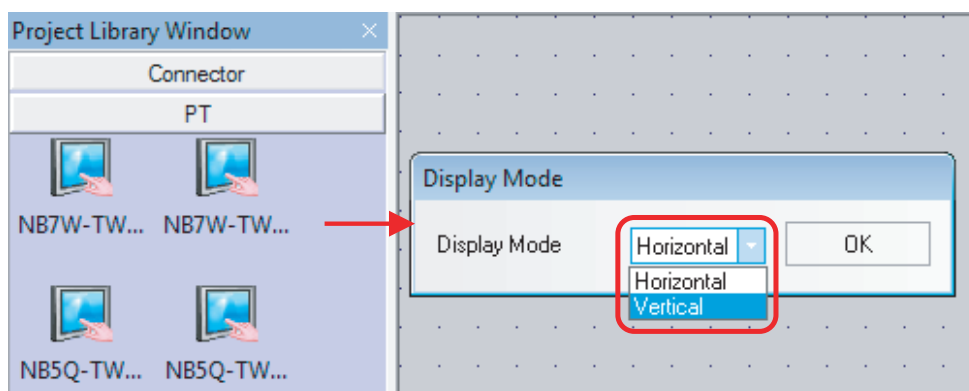 Project Library Window
Connector
PT
NB7W-TW... NB7W-TW...
NB5Q-TW... NB5Q-TW...
Display Mode
Display Mode Horizontal OK
Horizontal
Vertical